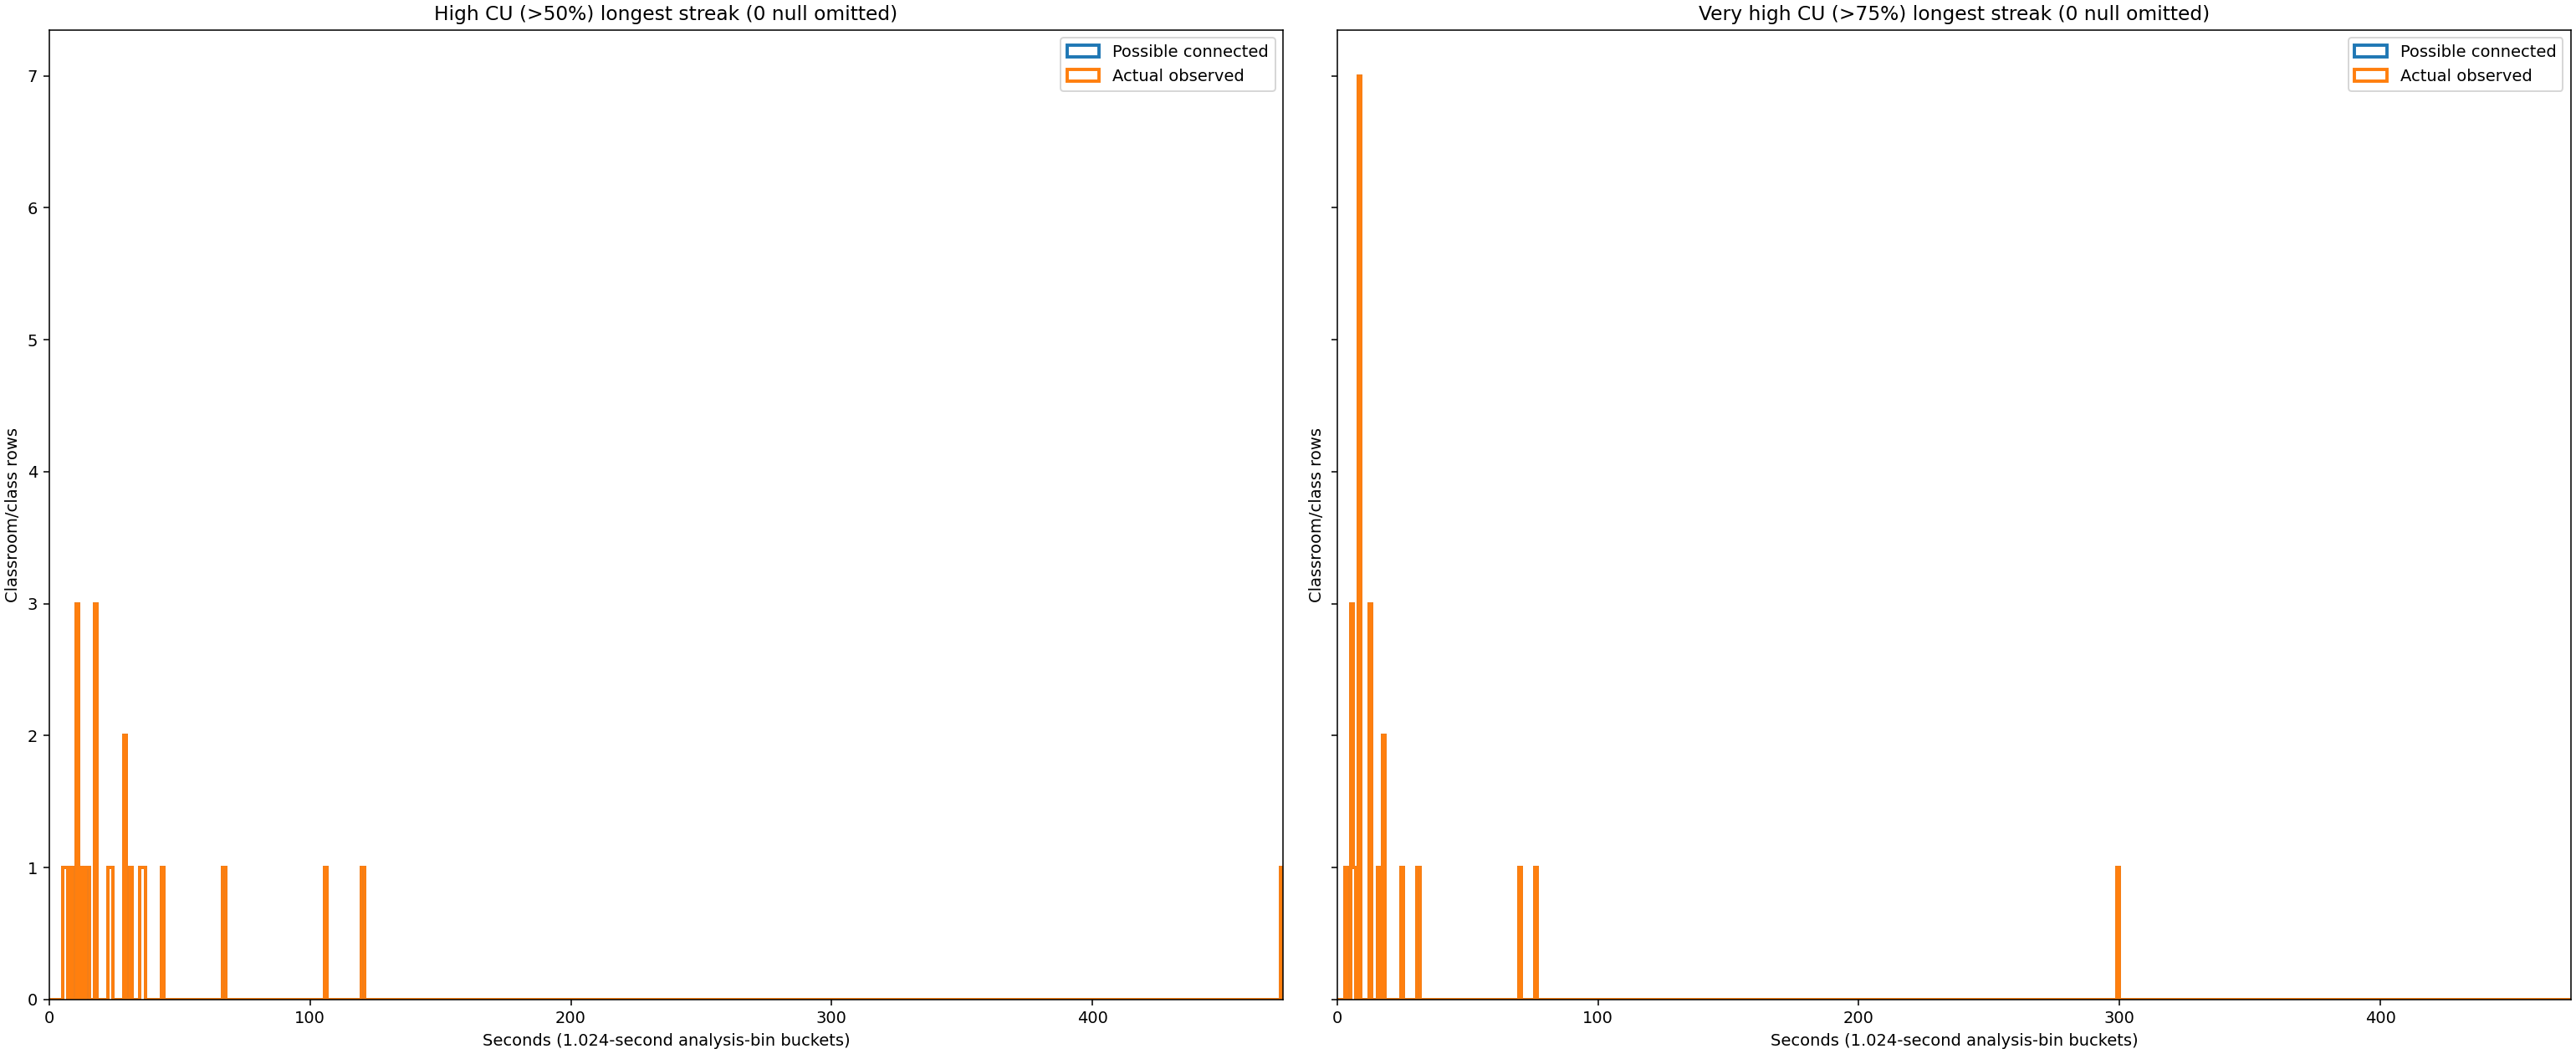 High CU (>50%) longest streak (0 null omitted)
Possible connected
Actual observed
7
6
5
4
3
2
1
0
Classroom/class rows
0 100 200 300 400
Seconds (1.024-second analysis-bin buckets)
Very high CU (>75%) longest streak (0 null omitted)
Possible connected
Actual observed
Classroom/class rows
0 100 200 300 400
Seconds (1.024-second analysis-bin buckets)